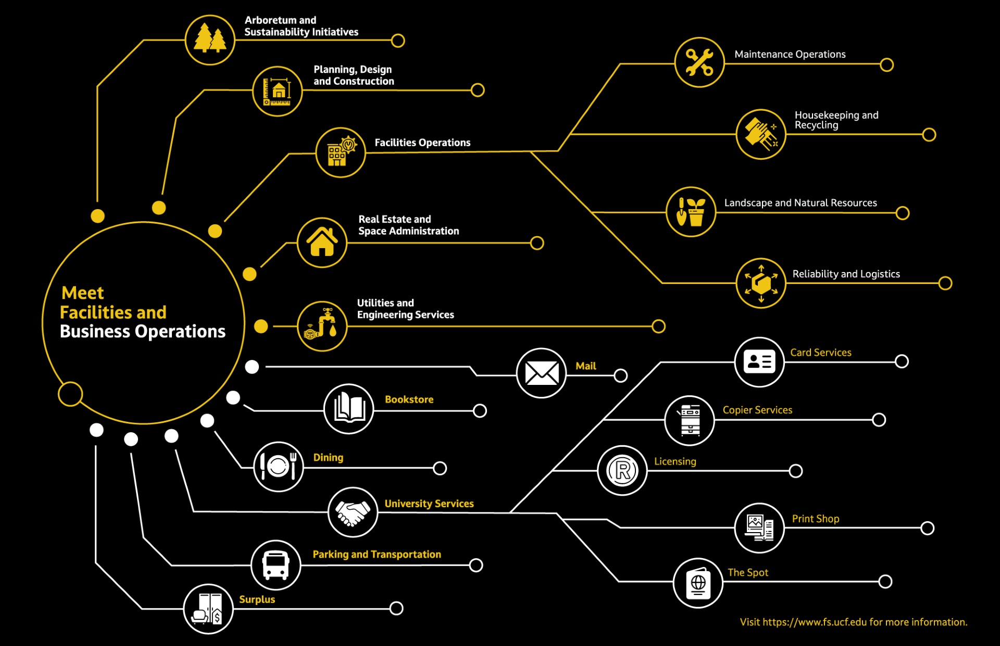 Arboretum and
Sustainability Initiatives
Planning, Design
and Construction
Facilities Operations
Maintenance Operations
Housekeeping and
Recycling
Landscape and Natural Resources
Reliability and Logistics
Real Estate and
Space Administration
Utilities and
Engineering Services
Meet
Facilities and
Business Operations
Mail
Bookstore
Dining
University Services
Card Services
Copier Services
R
Licensing
Print Shop
The Spot
Parking and Transportation
Surplus
$
Visit https://www.fs.ucf.edu for more information.